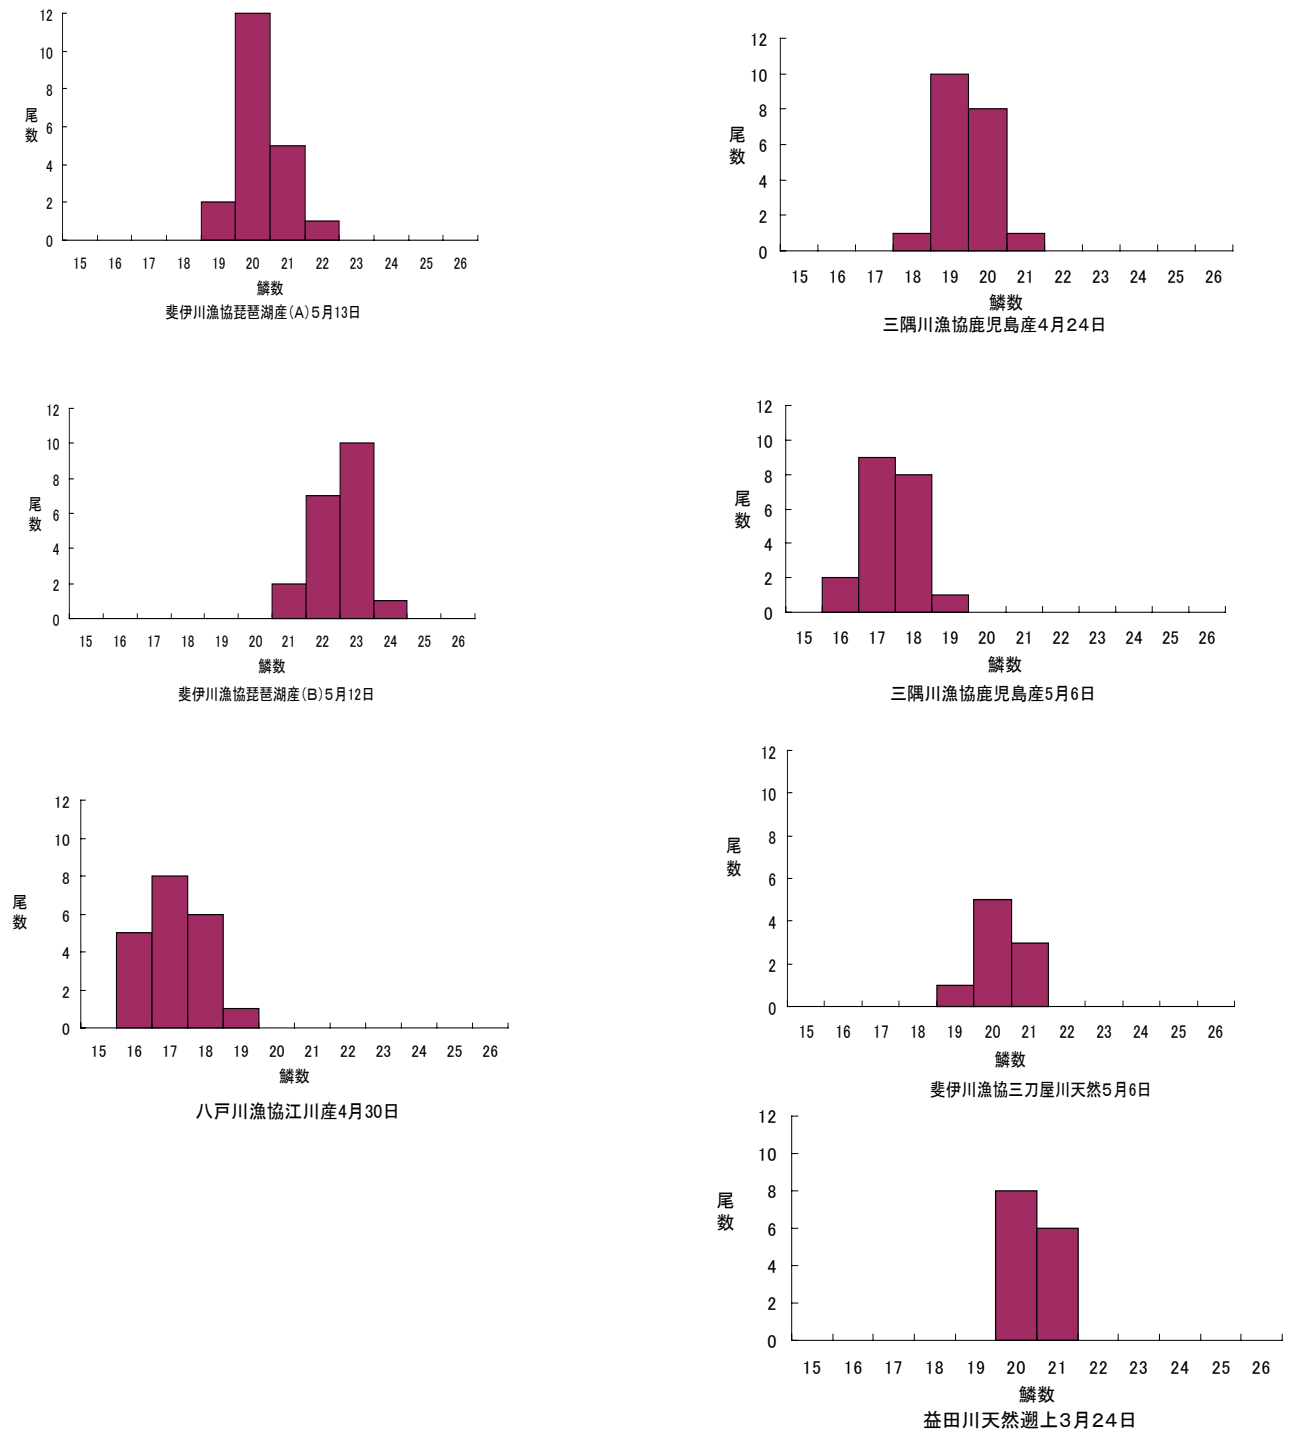 12
10
8
6
4
2
0
尾
数
15 16 17 18 19 20 21 22 23 24 25 26
鱗数
斐伊川漁協琵琶湖産(A)5月13日
12
10
8
6
4
2
0
尾
数
15 16 17 18 19 20 21 22 23 24 25 26
鱗数
三隅川漁協鹿児島産4月24日
12
10
8
6
4
2
0
尾
数
15 16 17 18 19 20 21 22 23 24 25 26
鱗数
斐伊川漁協琵琶湖産(B)5月12日
12
10
8
6
4
2
0
尾
数
15 16 17 18 19 20 21 22 23 24 25 26
鱗数
三隅川漁協鹿児島産5月6日
12
10
8
6
4
2
0
尾
数
15 16 17 18 19 20 21 22 23 24 25 26
鱗数
八戸川漁協江川産4月30日
12
10
8
6
4
2
0
尾
数
15 16 17 18 19 20 21 22 23 24 25 26
鱗数
斐伊川漁協三刀屋川天然5月6日
12
10
8
6
4
2
0
尾
数
15 16 17 18 19 20 21 22 23 24 25 26
鱗数
益田川天然遡上3月24日